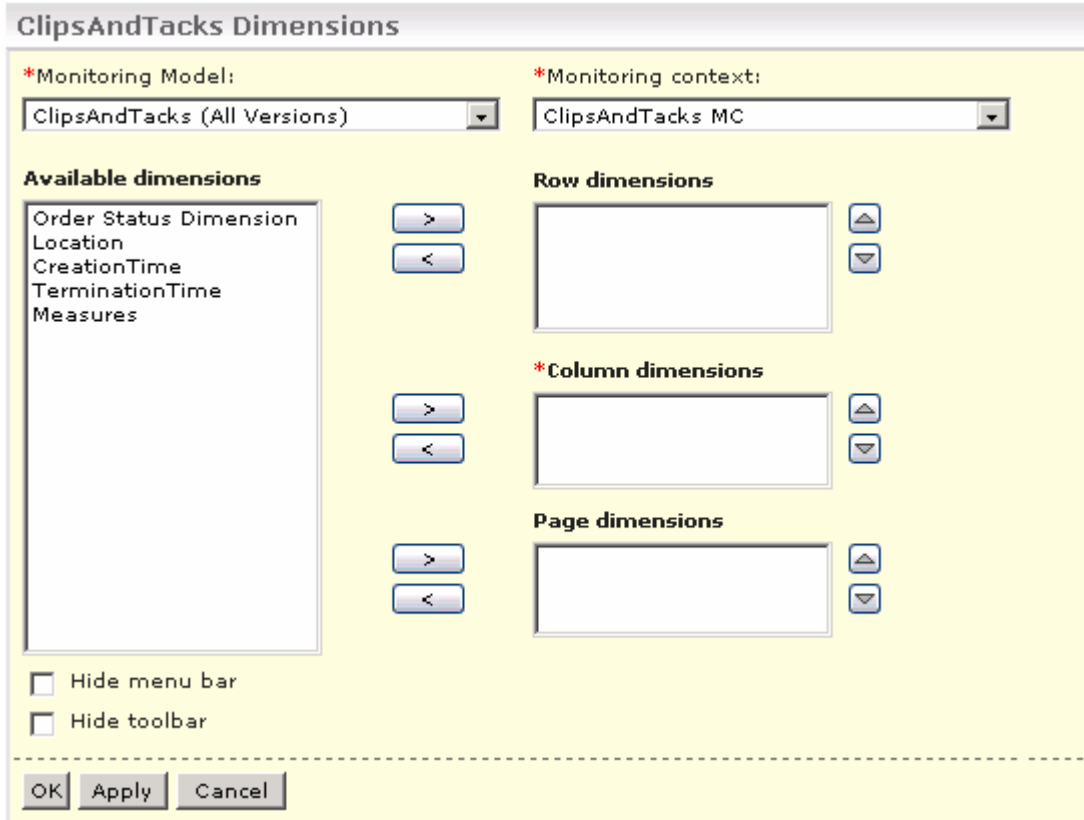 ClipsAndTacks Dimensions
*Monitoring Model:
*Monitoring context:
ClipsAndTacks (All Versions)
ClipsAndTacks MC
Available dimensions
Row dimensions
Order Status Dimension
Location
CreationTime
TerminationTime
Measures
>
<
*Column dimensions
>
<
Page dimensions
>
<
Hide menu bar
Hide toolbar
OK
Apply
Cancel